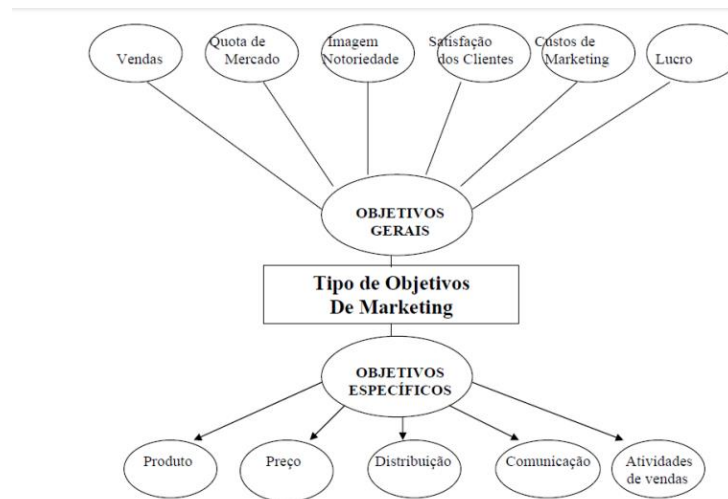 Vendas
Quota de
Mercado
Imagem
Notoriedade
Satisfação
dos Clientes
Custos de
Marketing
Lucro
OBJETIVOS
GERAIS
Tipo de Objetivos
De Marketing
OBJETIVOS
ESPECÍFICOS
Produto
Preço
Distribuição
Comunicação
Atividades
de vendas